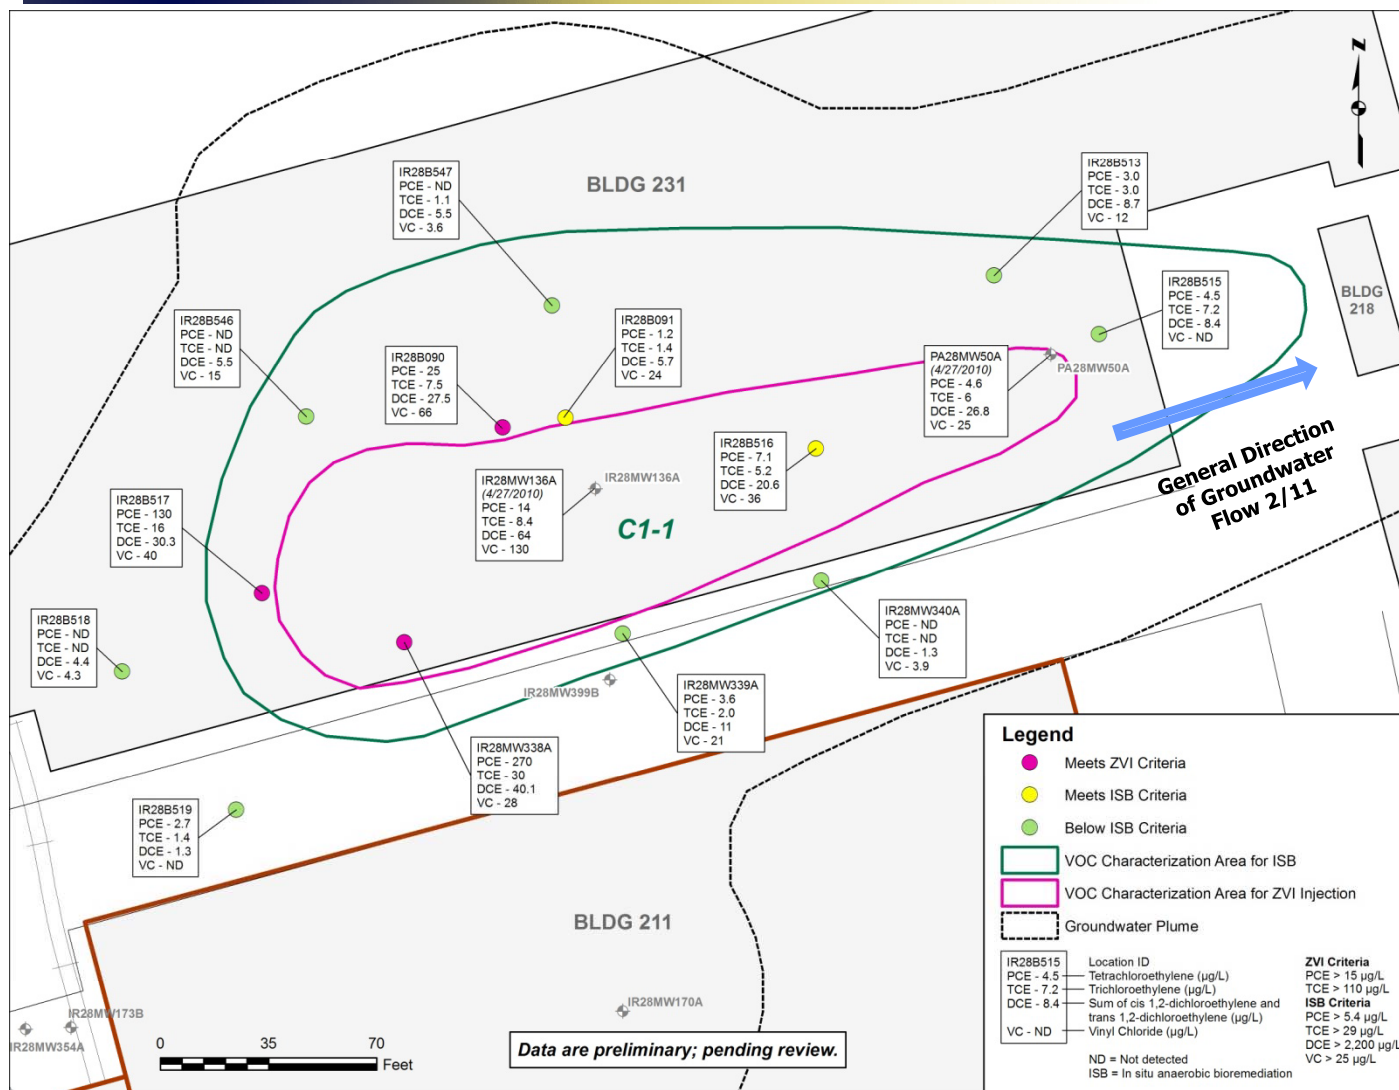 Z
BLDG 231
BLDG
218
IR28B547
PCE - ND
TCE - 1.1
DCE - 5.5
VC - 3.6
IR28B513
PCE - 3.0
TCE - 3.0
DCE - 8.7
VC - 12
IR28B515
PCE - 4.5
TCE - 7.2
DCE - 8.4
VC - ND
IR28B546
PCE - ND
TCE - ND
DCE - 5.5
VC - 15
IR28B090
PCE - 25
TCE - 7.5
DCE - 27.5
VC - 66
IR28B091
PCE - 1.2
TCE - 1.4
DCE - 5.7
VC - 24
PA28MW50A
(4/27/2010)
PCE - 4.6
TCE - 6
DCE - 26.8
VC - 25
PA28MW50A
General Direction
of Groundwater
Flow 2/11
IR28B516
PCE - 7.1
TCE - 5.2
DCE - 20.6
VC - 36
IR28MW136A
(4/27/2010)
PCE - 14
TCE - 8.4
DCE - 64
VC - 130
IR28MW136A
C1-1
IR28B517
PCE - 130
TCE - 16
DCE - 30.3
VC - 40
IR28B518
PCE - ND
TCE - ND
DCE - 4.4
VC - 4.3
IR28MW340A
PCE - ND
TCE - ND
DCE - 1.3
VC - 3.9
IR28MW399B
IR28MW339A
PCE - 3.6
TCE - 2.0
DCE - 11
VC - 21
IR28MW338A
PCE - 270
TCE - 30
DCE - 40.1
VC - 28
IR28B519
PCE - 2.7
TCE - 1.4
DCE - 1.3
VC - ND
BLDG 211
IR28MW170A
IR28MW173B
IR28MW354A
0 35 70
Feet
Data are preliminary; pending review.
Legend
Meets ZVI Criteria
Meets ISB Criteria
Below ISB Criteria
VOC Characterization Area for ISB
VOC Characterization Area for ZVI Injection
Groundwater Plume
IR28B515 Location ID
PCE - 4.5 Tetrachloroethylene (µg/L)
TCE - 7.2 Trichloroethylene (µg/L)
DCE - 8.4 Sum of cis 1,2-dichloroethylene and
trans 1,2-dichloroethylene (µg/L)
VC - ND Vinyl Chloride (µg/L)
ND = Not detected
ISB = In situ anaerobic bioremediation
ZVI Criteria
PCE > 15 µg/L
TCE > 110 µg/L
ISB Criteria
PCE > 5.4 µg/L
TCE > 29 µg/L
DCE > 2,200 µg/L
VC > 25 µg/L